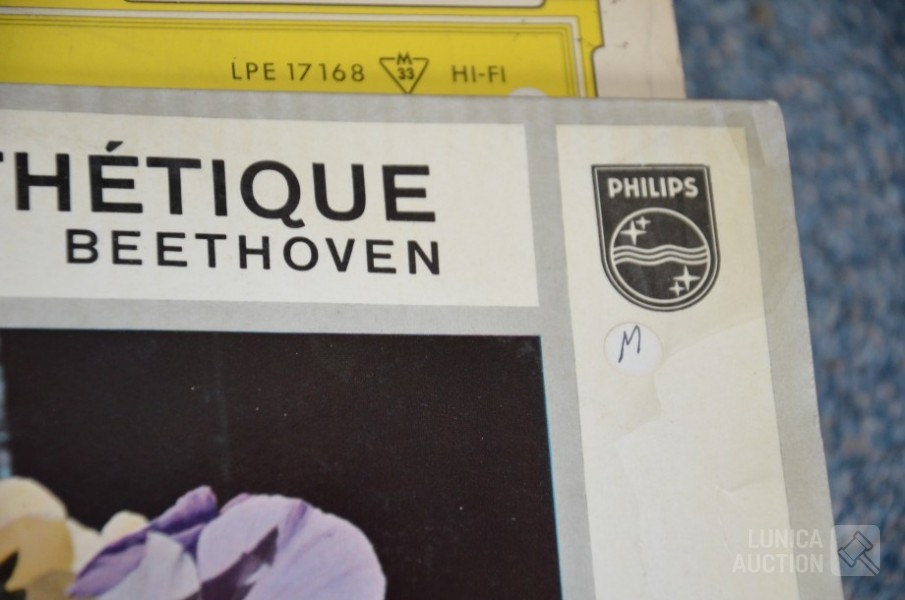 LPE 17168 M 33 HI-FI
THÉTIQUE
BEETHOVEN
PHILIPS
M
LUNICA
AUCTION